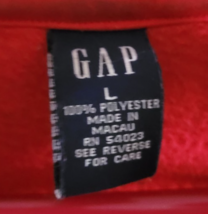 GAP
L
100% POLYESTER
MADE IN
MACAU
RN 54023
SEE REVERSE
FOR CARE